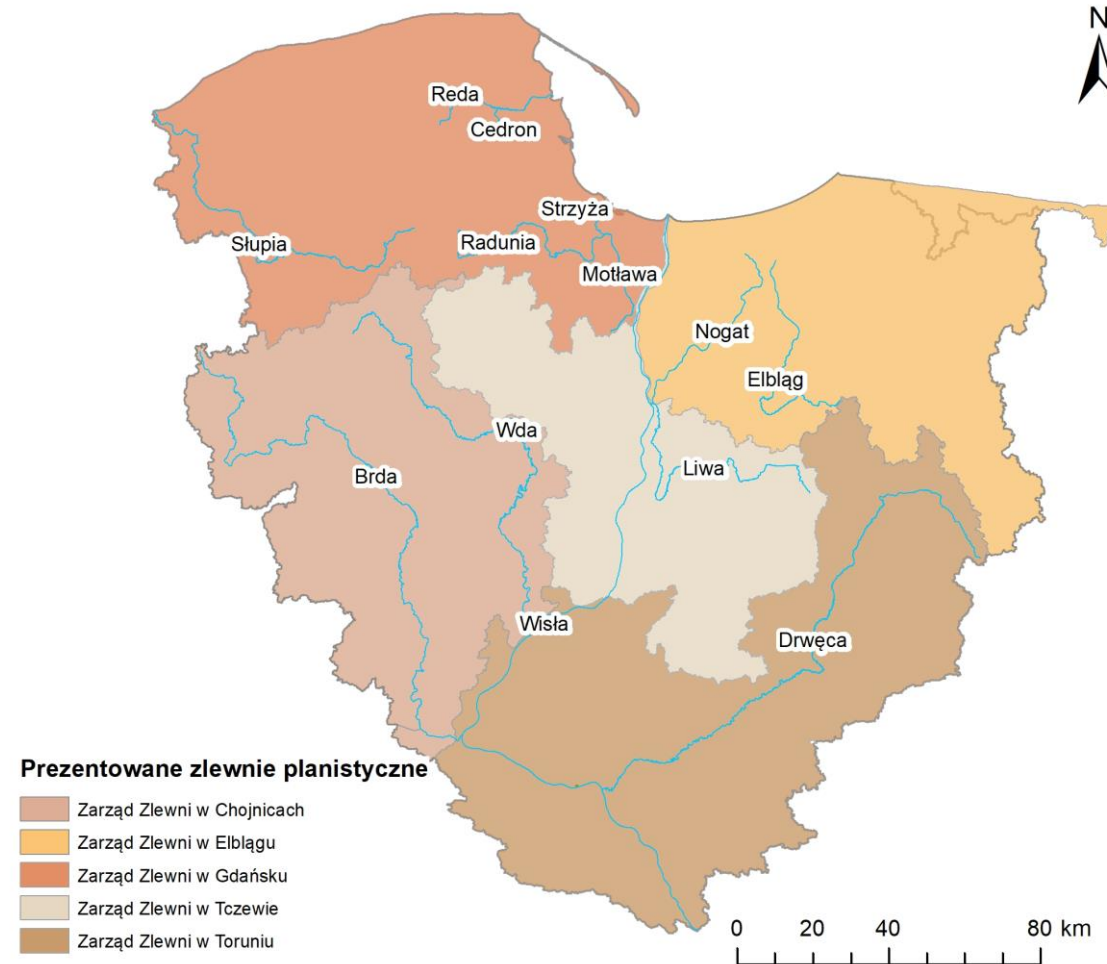 N
Reda
Cedron
Strzyża
Słupia
Radunia
Motława
Nogat
Elbląg
Wda
Brda
Liwa
Wisła
Drwęca
Prezentowane zlewnie planistyczne
Zarząd Zlewni w Chojnicach
Zarząd Zlewni w Elblągu
Zarząd Zlewni w Gdańsku
Zarząd Zlewni w Tczewie
Zarząd Zlewni w Toruniu
0 20 40 80 km